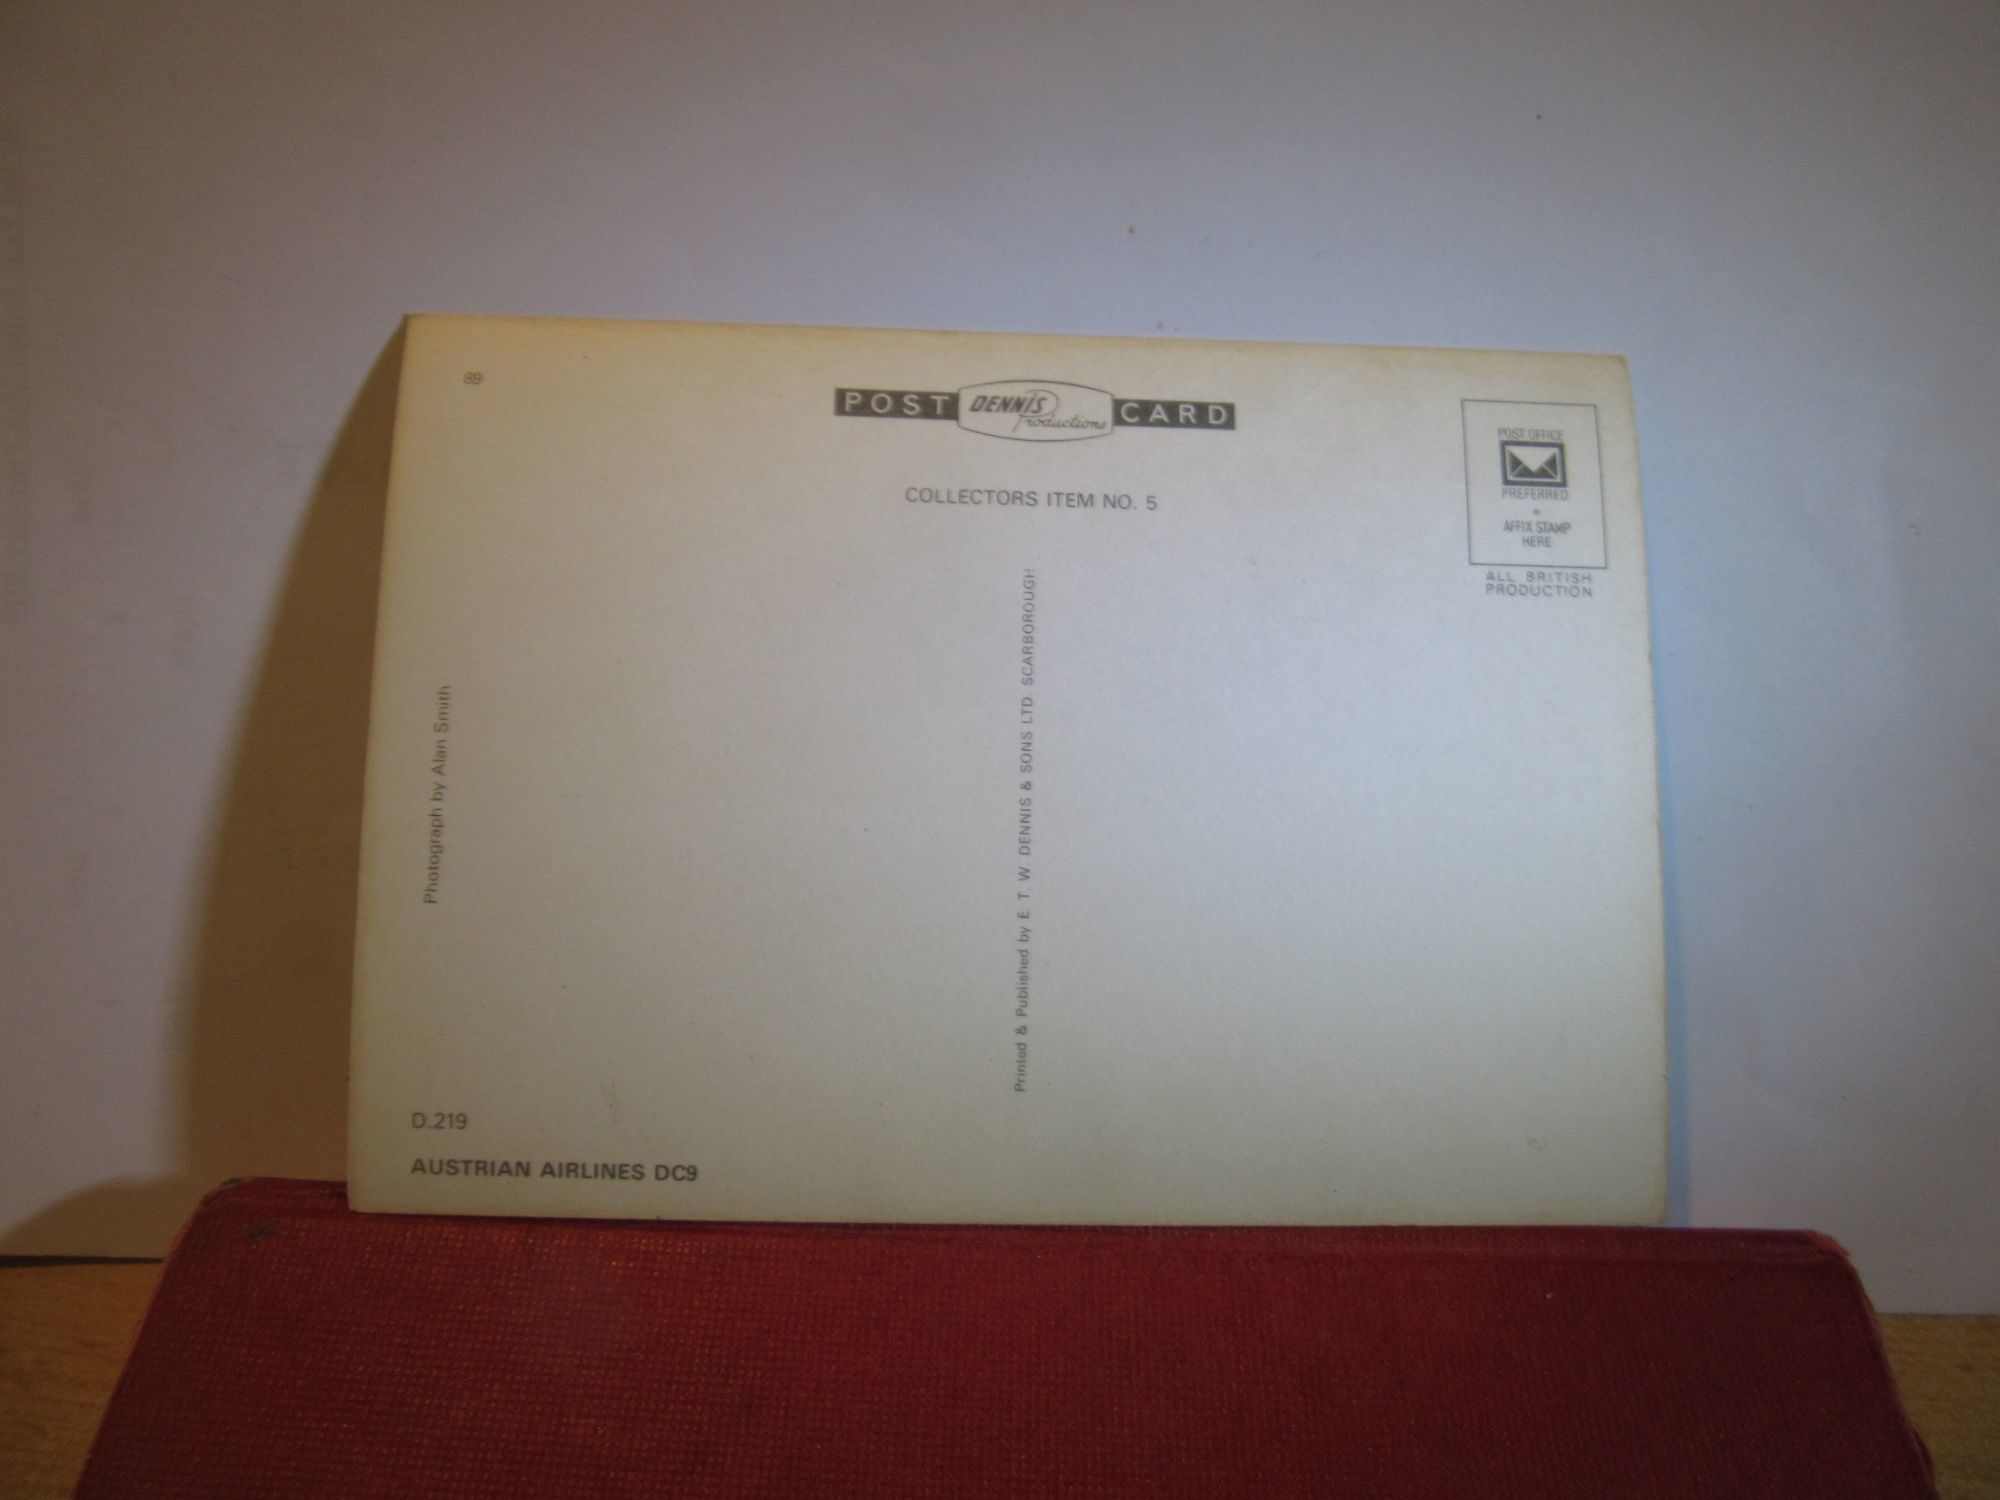 89
POST DENNIS Productions CARD
COLLECTORS ITEM NO. 5
POST OFFICE
PREFERRED
AFFIX STAMP
HERE
ALL BRITISH
PRODUCTION
Photograph by Alan Smith
Printed & Published by E. T. W. DENNIS & SONS LTD. SCARBOROUGH
D.219
AUSTRIAN AIRLINES DC9